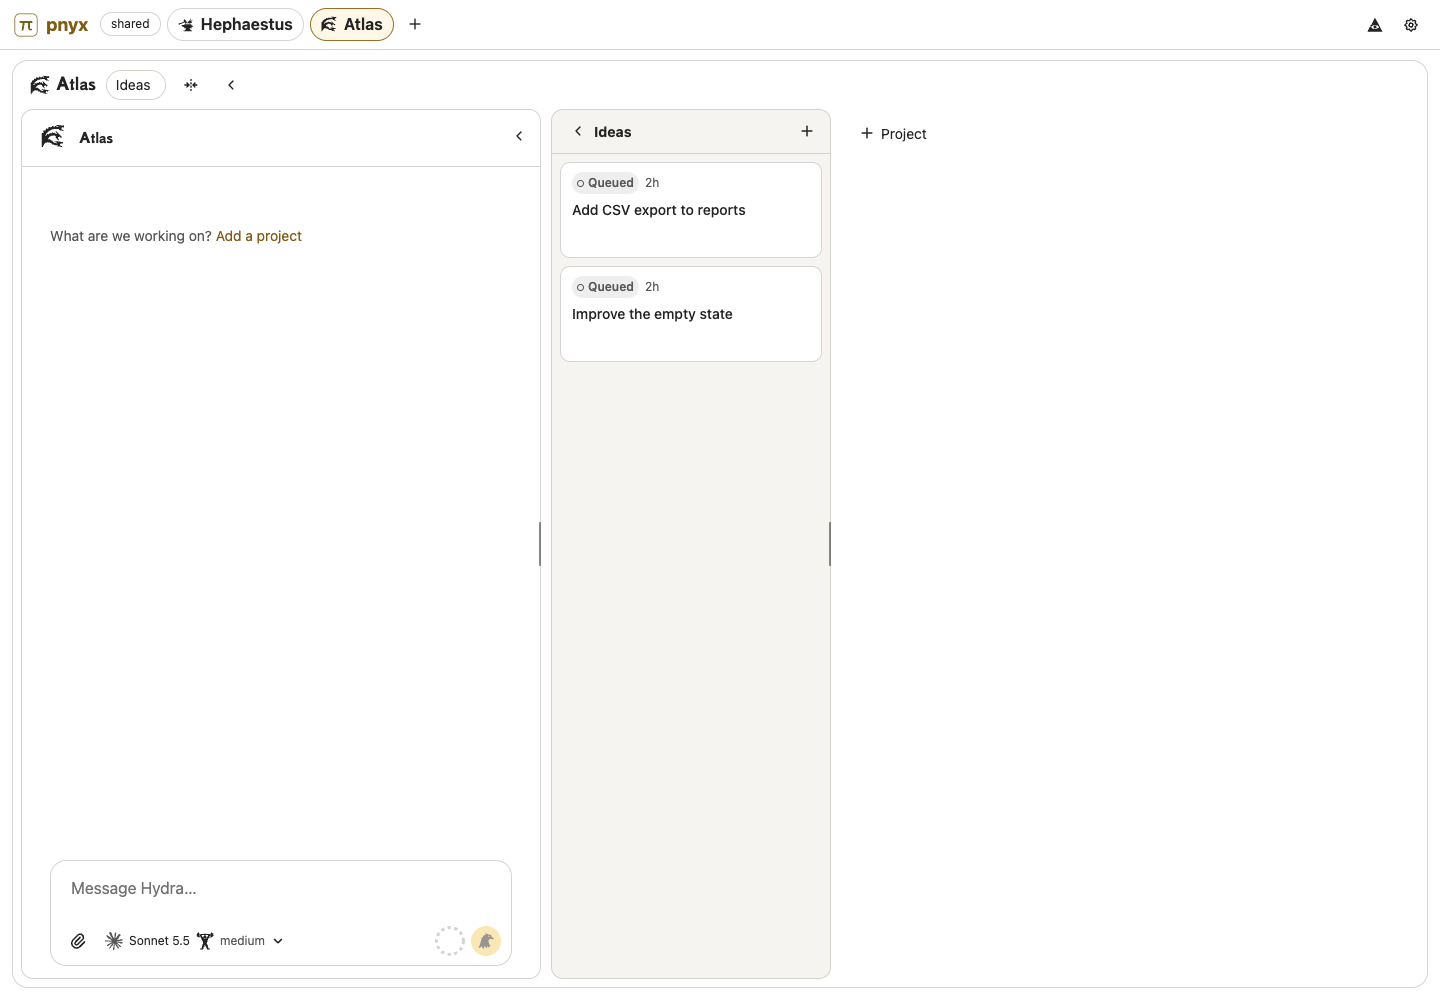 π pnyx shared Hephaestus Atlas
Atlas Ideas
Atlas
What are we working on? Add a project
Message Hydra...
Sonnet 5.5 medium
Ideas
Queued 2h
Add CSV export to reports
Queued 2h
Improve the empty state
Project